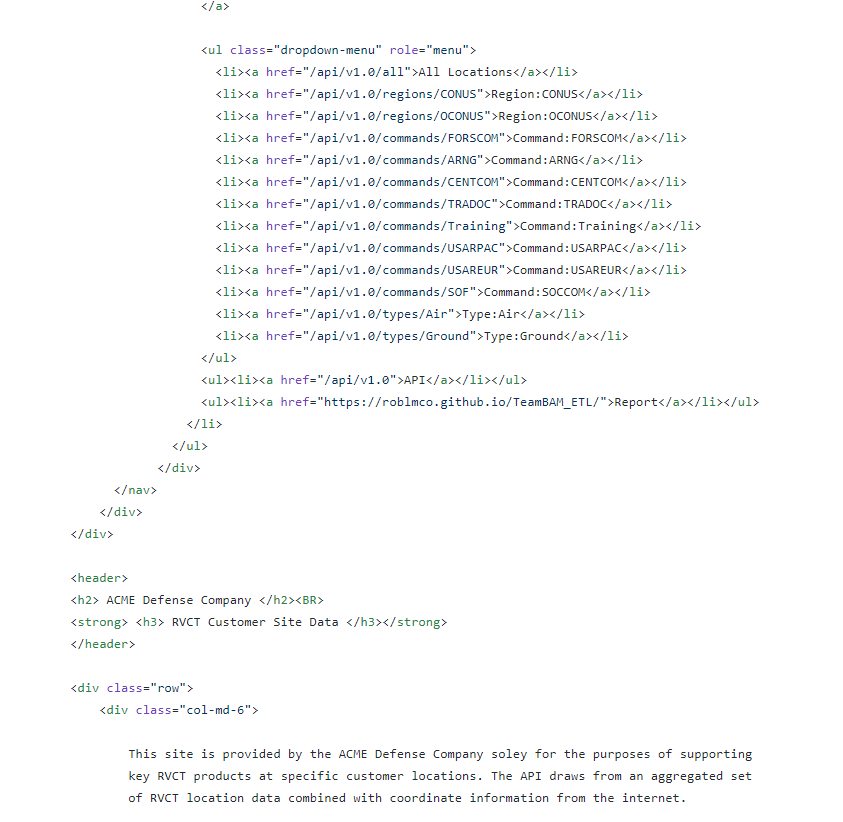 </a>
<ul class="dropdown-menu" role="menu">
<li><a href="/api/v1.0/all">All Locations</a></li>
<li><a href="/api/v1.0/regions/CONUS">Region:CONUS</a></li>
<li><a href="/api/v1.0/regions/OCONUS">Region:OCONUS</a></li>
<li><a href="/api/v1.0/commands/FORSCOM">Command:FORSCOM</a></li>
<li><a href="/api/v1.0/commands/ARNG">Command:ARNG</a></li>
<li><a href="/api/v1.0/commands/CENTCOM">Command:CENTCOM</a></li>
<li><a href="/api/v1.0/commands/TRADOC">Command:TRADOC</a></li>
<li><a href="/api/v1.0/commands/Training">Command:Training</a></li>
<li><a href="/api/v1.0/commands/USARPAC">Command:USARPAC</a></li>
<li><a href="/api/v1.0/commands/USAREUR">Command:USAREUR</a></li>
<li><a href="/api/v1.0/commands/SOF">Command:SOCCOM</a></li>
<li><a href="/api/v1.0/types/Air">Type:Air</a></li>
<li><a href="/api/v1.0/types/Ground">Type:Ground</a></li>
</ul>
<ul><li><a href="/api/v1.0">API</a></li></ul>
<ul><li><a href="https://roblmco.github.io/TeamBAM_ETL/">Report</a></li></ul>
</li>
</ul>
</div>
</nav>
</div>
</div>
<header>
<h2> ACME Defense Company </h2><BR>
<strong> <h3> RVCT Customer Site Data </h3></strong>
</header>
<div class="row">
<div class="col-md-6">
This site is provided by the ACME Defense Company soley for the purposes of supporting
key RVCT products at specific customer locations. The API draws from an aggregated set
of RVCT location data combined with coordinate information from the internet.